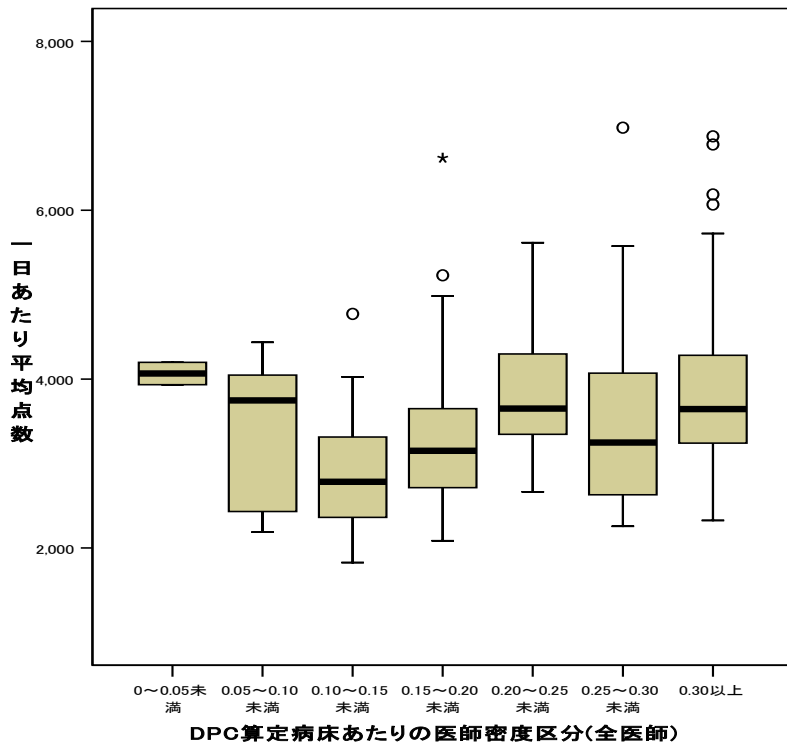 8,000
6,000
4,000
2,000
一日あたり平均点数
0～0.05未
満
0.05～0.10
未満
0.10～0.15
未満
0.15～0.20
未満
0.20～0.25
未満
0.25～0.30
未満
0.30以上
DPC算定病床あたりの医師密度区分(全医師)